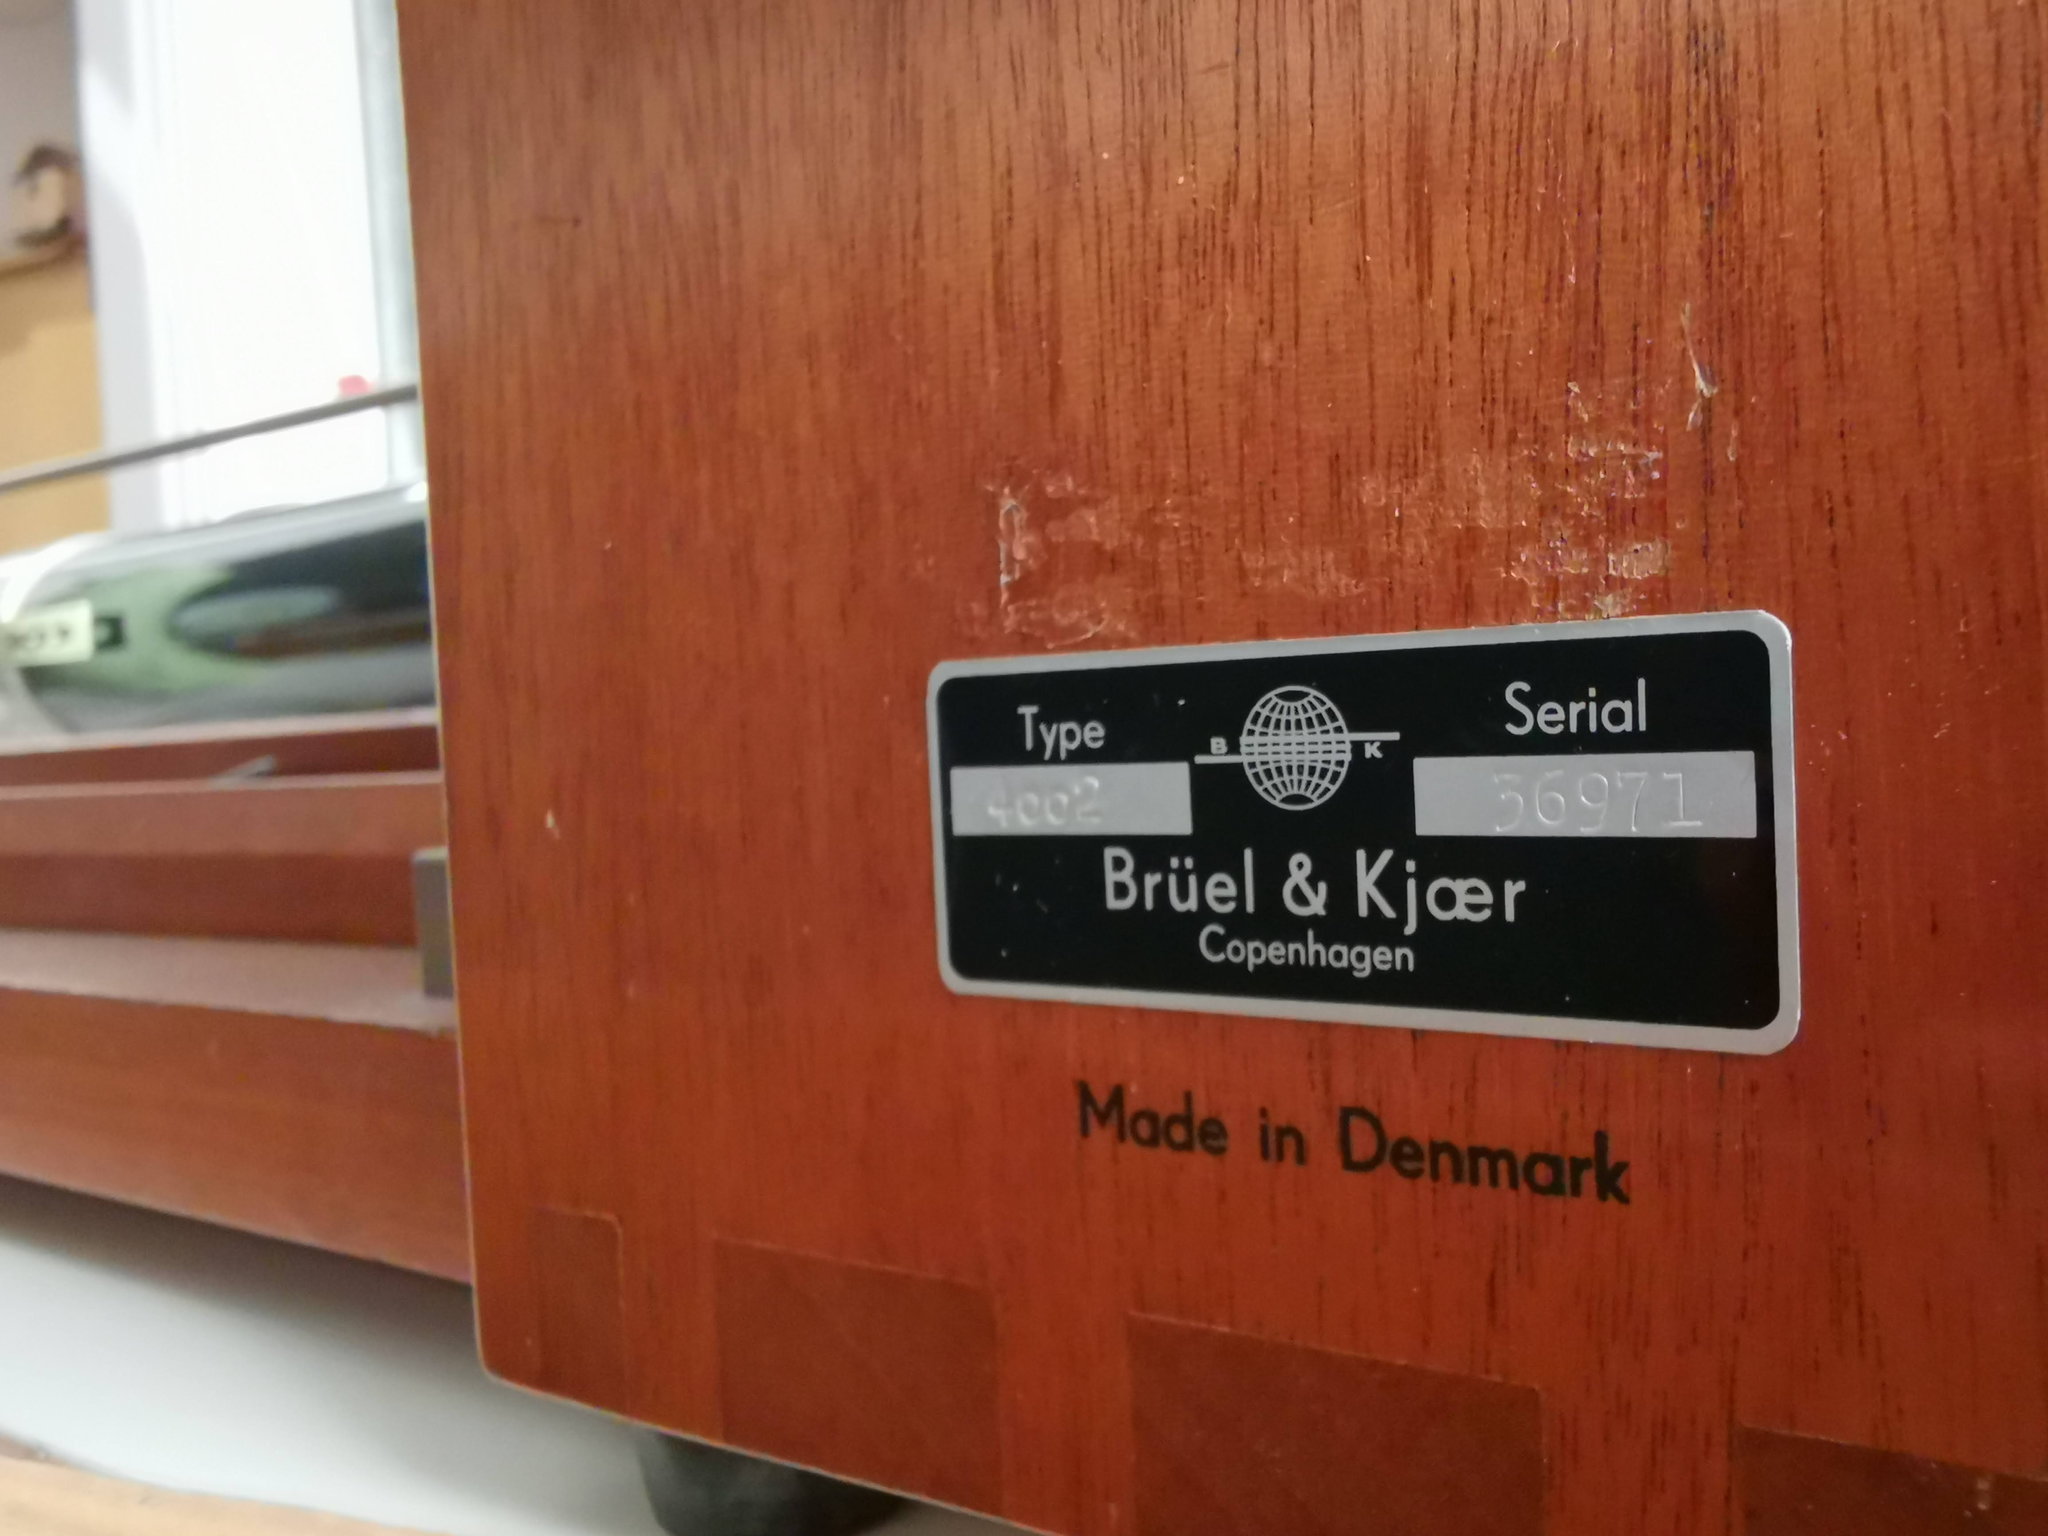 Type Serial
B K
4002 36971
Brüel & Kjær
Copenhagen
Made in Denmark